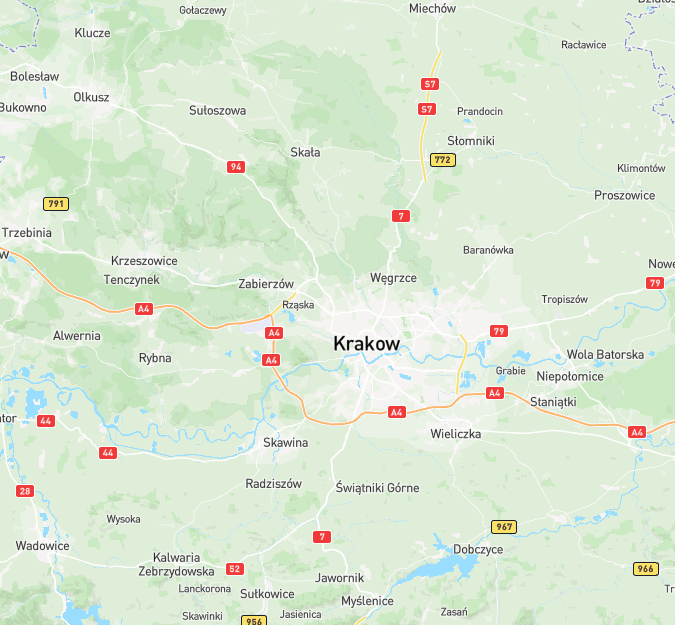 Gołaczewy
Miechów
Klucze
Racławice
Bolesław
Olkusz
S7
Bukowno
Sułoszowa
S7
Prandocin
Słomniki
Skała
772
94
Klimontów
791
Proszowice
7
Trzebinia
Baranówka
Krzeszowice
Tenczynek
Węgrzce
Zabierzów
79
Tropiszów
Rząska
A4
A4
79
Alwernia
Krakow
Rybna
A4
Wola Batorska
Grabie
Niepołomice
A4
Staniątki
A4
44
Wieliczka
A4
Skawina
44
Radziszów
Świątniki Górne
28
Wysoka
967
7
Wadowice
Dobczyce
Kalwaria
Zebrzydowska
52
966
Jawornik
Lanckorona
Sułkowice
Myślenice
Skawinki
956
Jasienica
Zasań